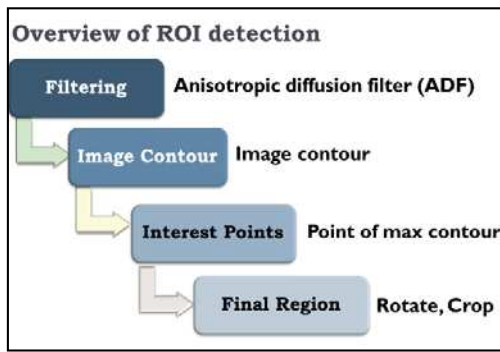 Overview of ROI detection
Filtering Anisotropic diffusion filter (ADF)
Image Contour Image contour
Interest Points Point of max contour
Final Region Rotate, Crop